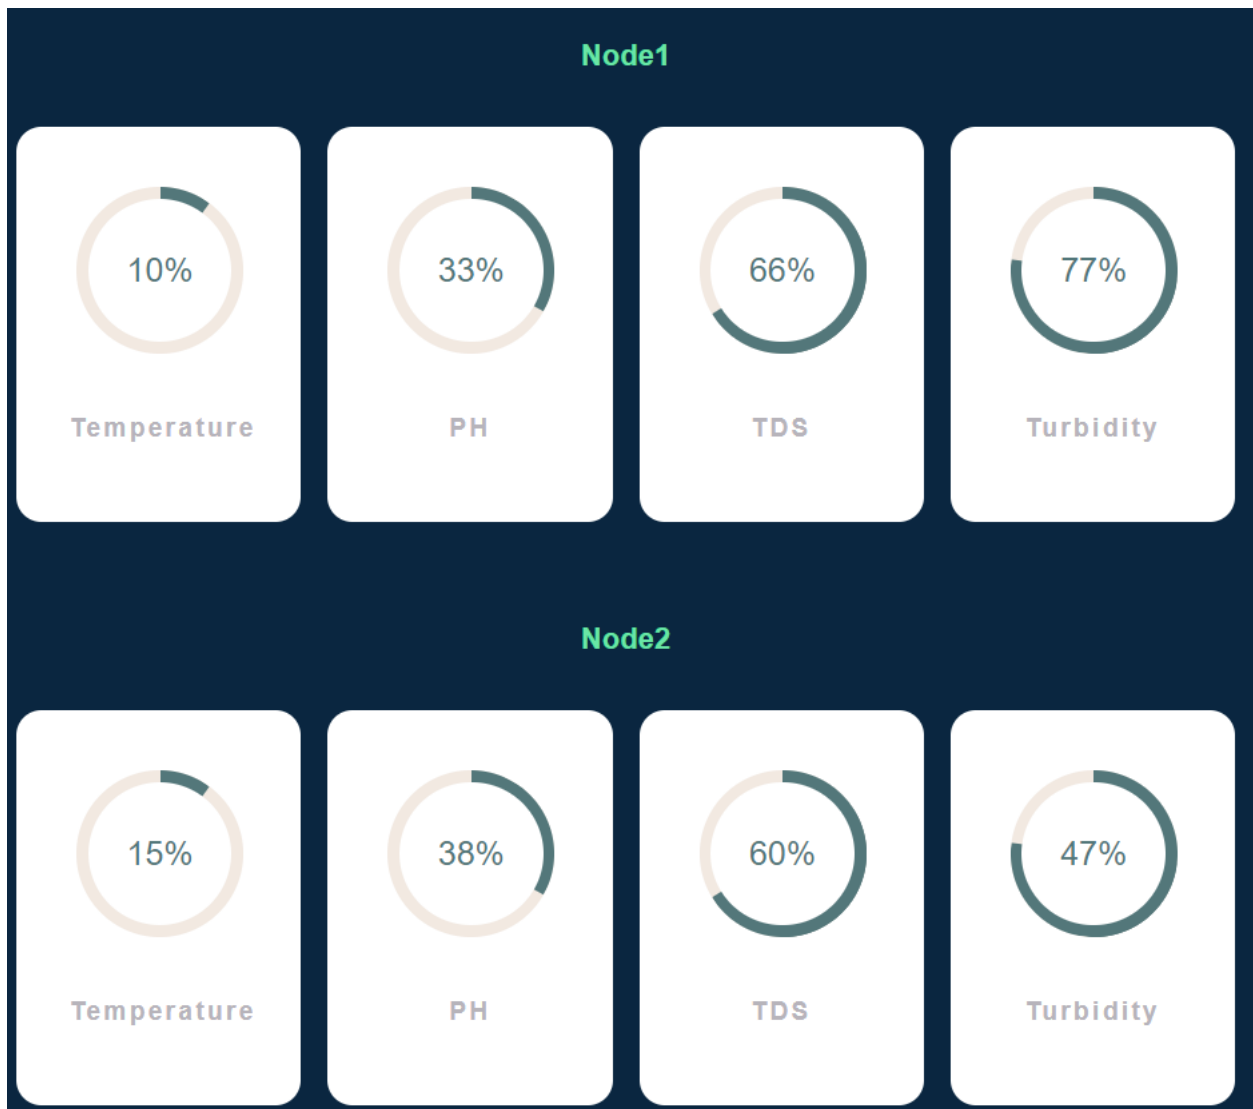 Node1
10% 33% 66% 77%
Temperature PH TDS Turbidity
Node2
15% 38% 60% 47%
Temperature PH TDS Turbidity